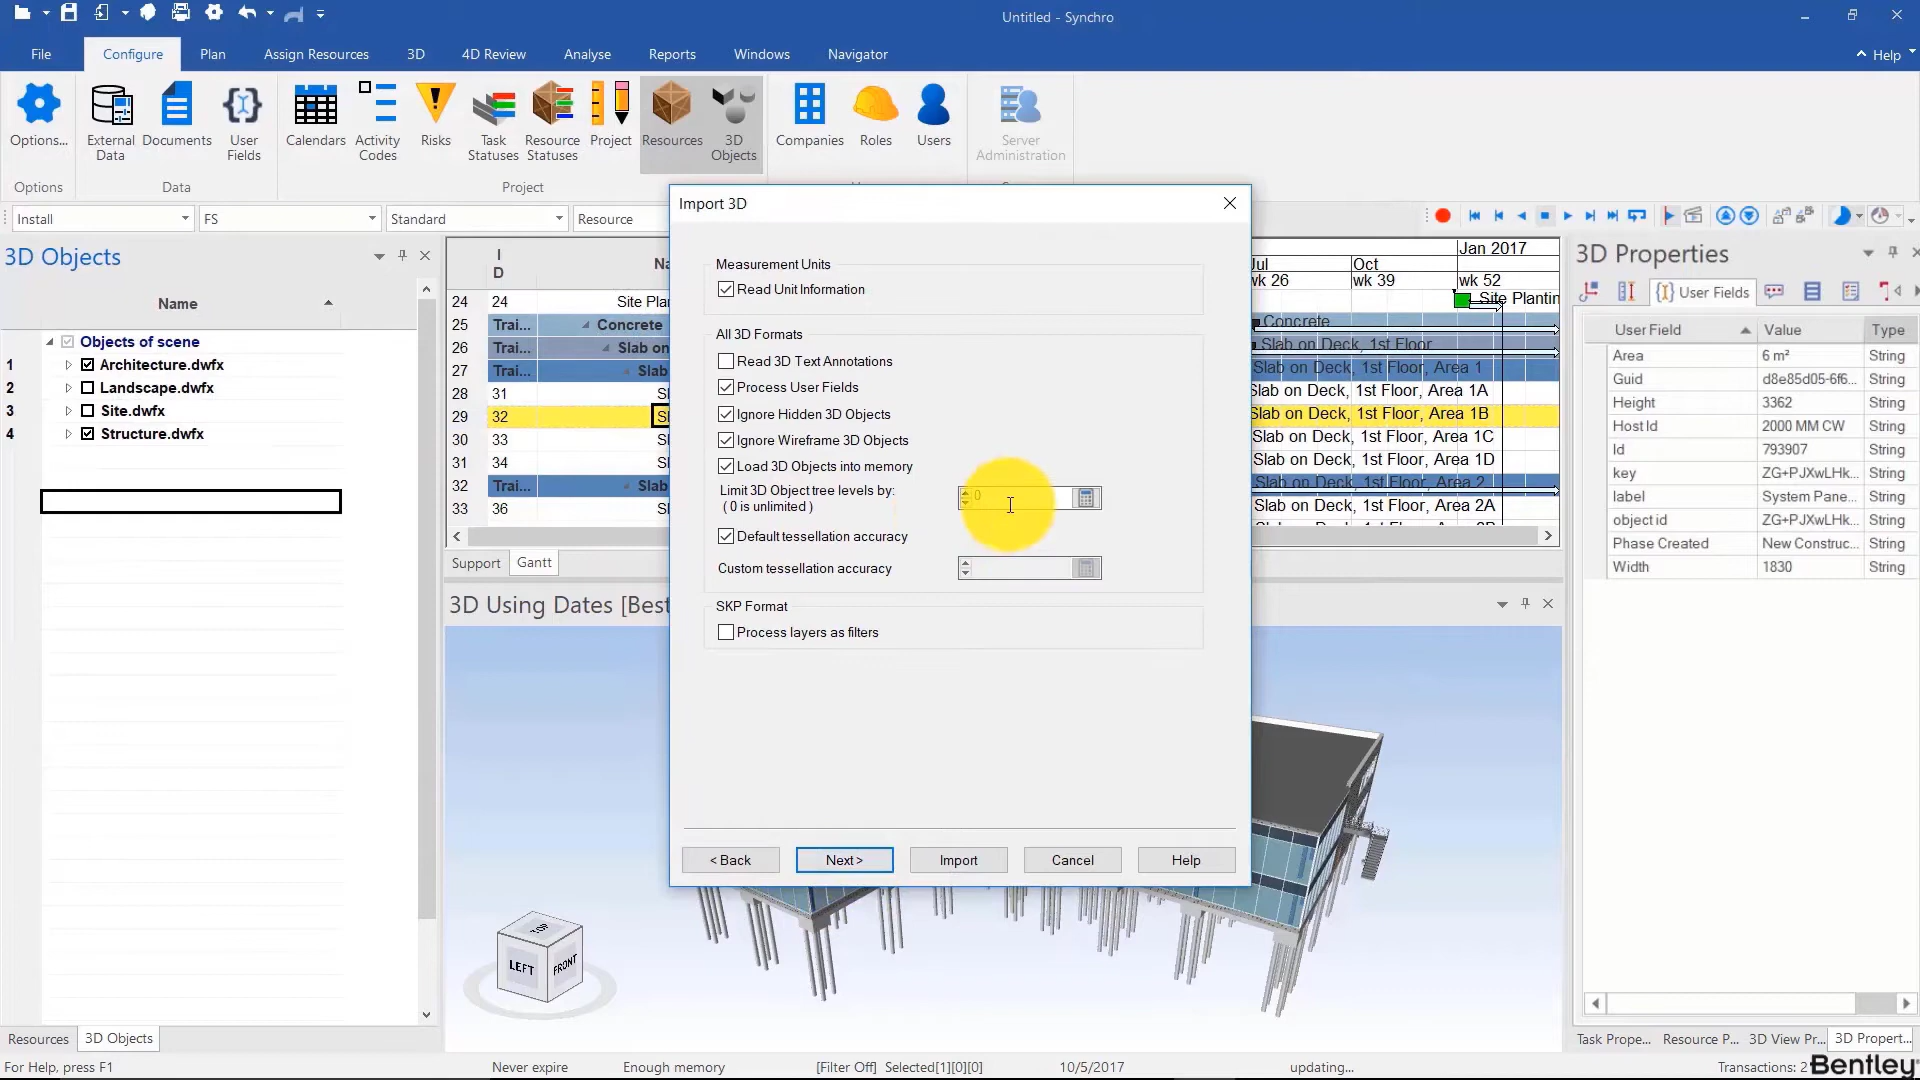 Untitled - Synchro
File
Configure
Plan
Assign Resources
3D
4D Review
Analyse
Reports
Windows
Navigator
Help
Options...
External Data
Documents
User Fields
Calendars
Activity Codes
Risks
Task Statuses
Resource Statuses
Project
Resources
3D Objects
Companies
Roles
Users
Server Administration
Options
Data
Project
Install
FS
Standard
Resource
3D Objects
Name
Objects of scene
1 Architecture.dwfx
2 Landscape.dwfx
3 Site.dwfx
4 Structure.dwfx
Resources
3D Objects
I D
24 24 Site Pla
25 Trai... Concrete
26 Trai... Slab on
27 Trai... Slab
28 31
29 32
30 33
31 34
32 Trai... Slab
33 36
Support
Gantt
3D Using Dates [Best
Import 3D
Measurement Units
Read Unit Information
All 3D Formats
Read 3D Text Annotations
Process User Fields
Ignore Hidden 3D Objects
Ignore Wireframe 3D Objects
Load 3D Objects into memory
Limit 3D Object tree levels by:
( 0 is unlimited )
0
Default tessellation accuracy
Custom tessellation accuracy
SKP Format
Process layers as filters
< Back
Next >
Import
Cancel
Help
Jan 2017
Jul
Oct
wk 26
wk 39
wk 52
Site Plantin
Concrete
Slab on Deck, 1st Floor
Slab on Deck, 1st Floor, Area 1
Slab on Deck, 1st Floor, Area 1A
Slab on Deck, 1st Floor, Area 1B
Slab on Deck, 1st Floor, Area 1C
Slab on Deck, 1st Floor, Area 1D
Slab on Deck, 1st Floor, Area 2
Slab on Deck, 1st Floor, Area 2A
TOP
LEFT
FRONT
3D Properties
User Fields
User Field Value Type
Area 6 m² String
Guid d8e85d05-6f6... String
Height 3362 String
Host Id 2000 MM CW String
Id 793907 String
key ZG+PJXwLHk... String
label System Pane... String
object id ZG+PJXwLHk... String
Phase Created New Construc... String
Width 1830 String
Task Prope...
Resource P...
3D View Pr...
3D Propert...
For Help, press F1
Never expire
Enough memory
[Filter Off]
Selected[1][0][0]
10/5/2017
updating...
Transactions: 2
Bentley